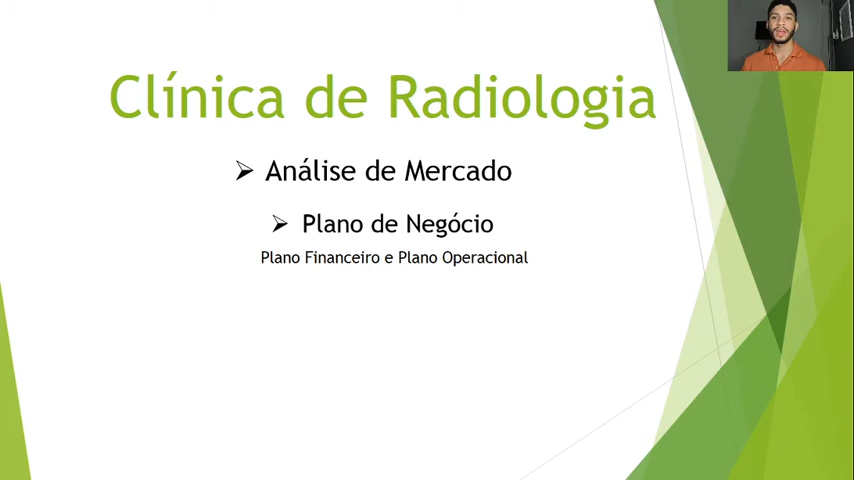 Clínica de Radiologia
Análise de Mercado
Plano de Negócio
Plano Financeiro e Plano Operacional